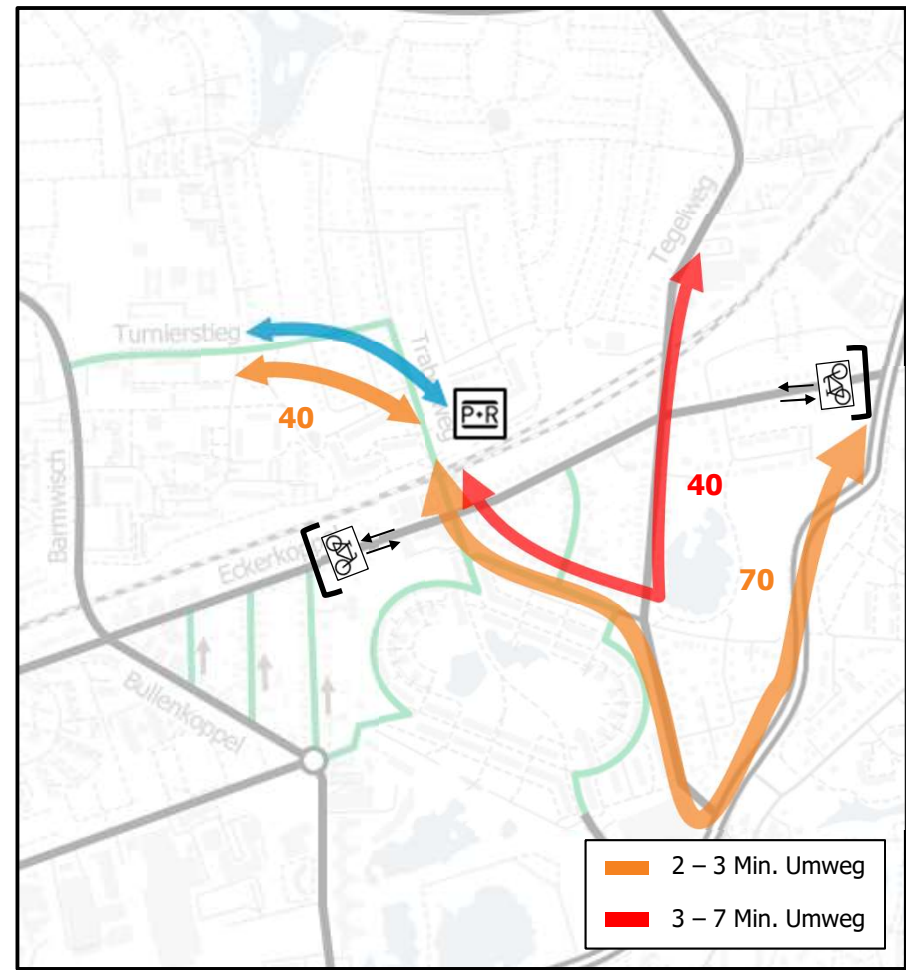 Tegelweg
Turnierstieg
P+R
40
40
Barmwisch
70
Bullenkoppel
2 – 3 Min. Umweg
3 – 7 Min. Umweg